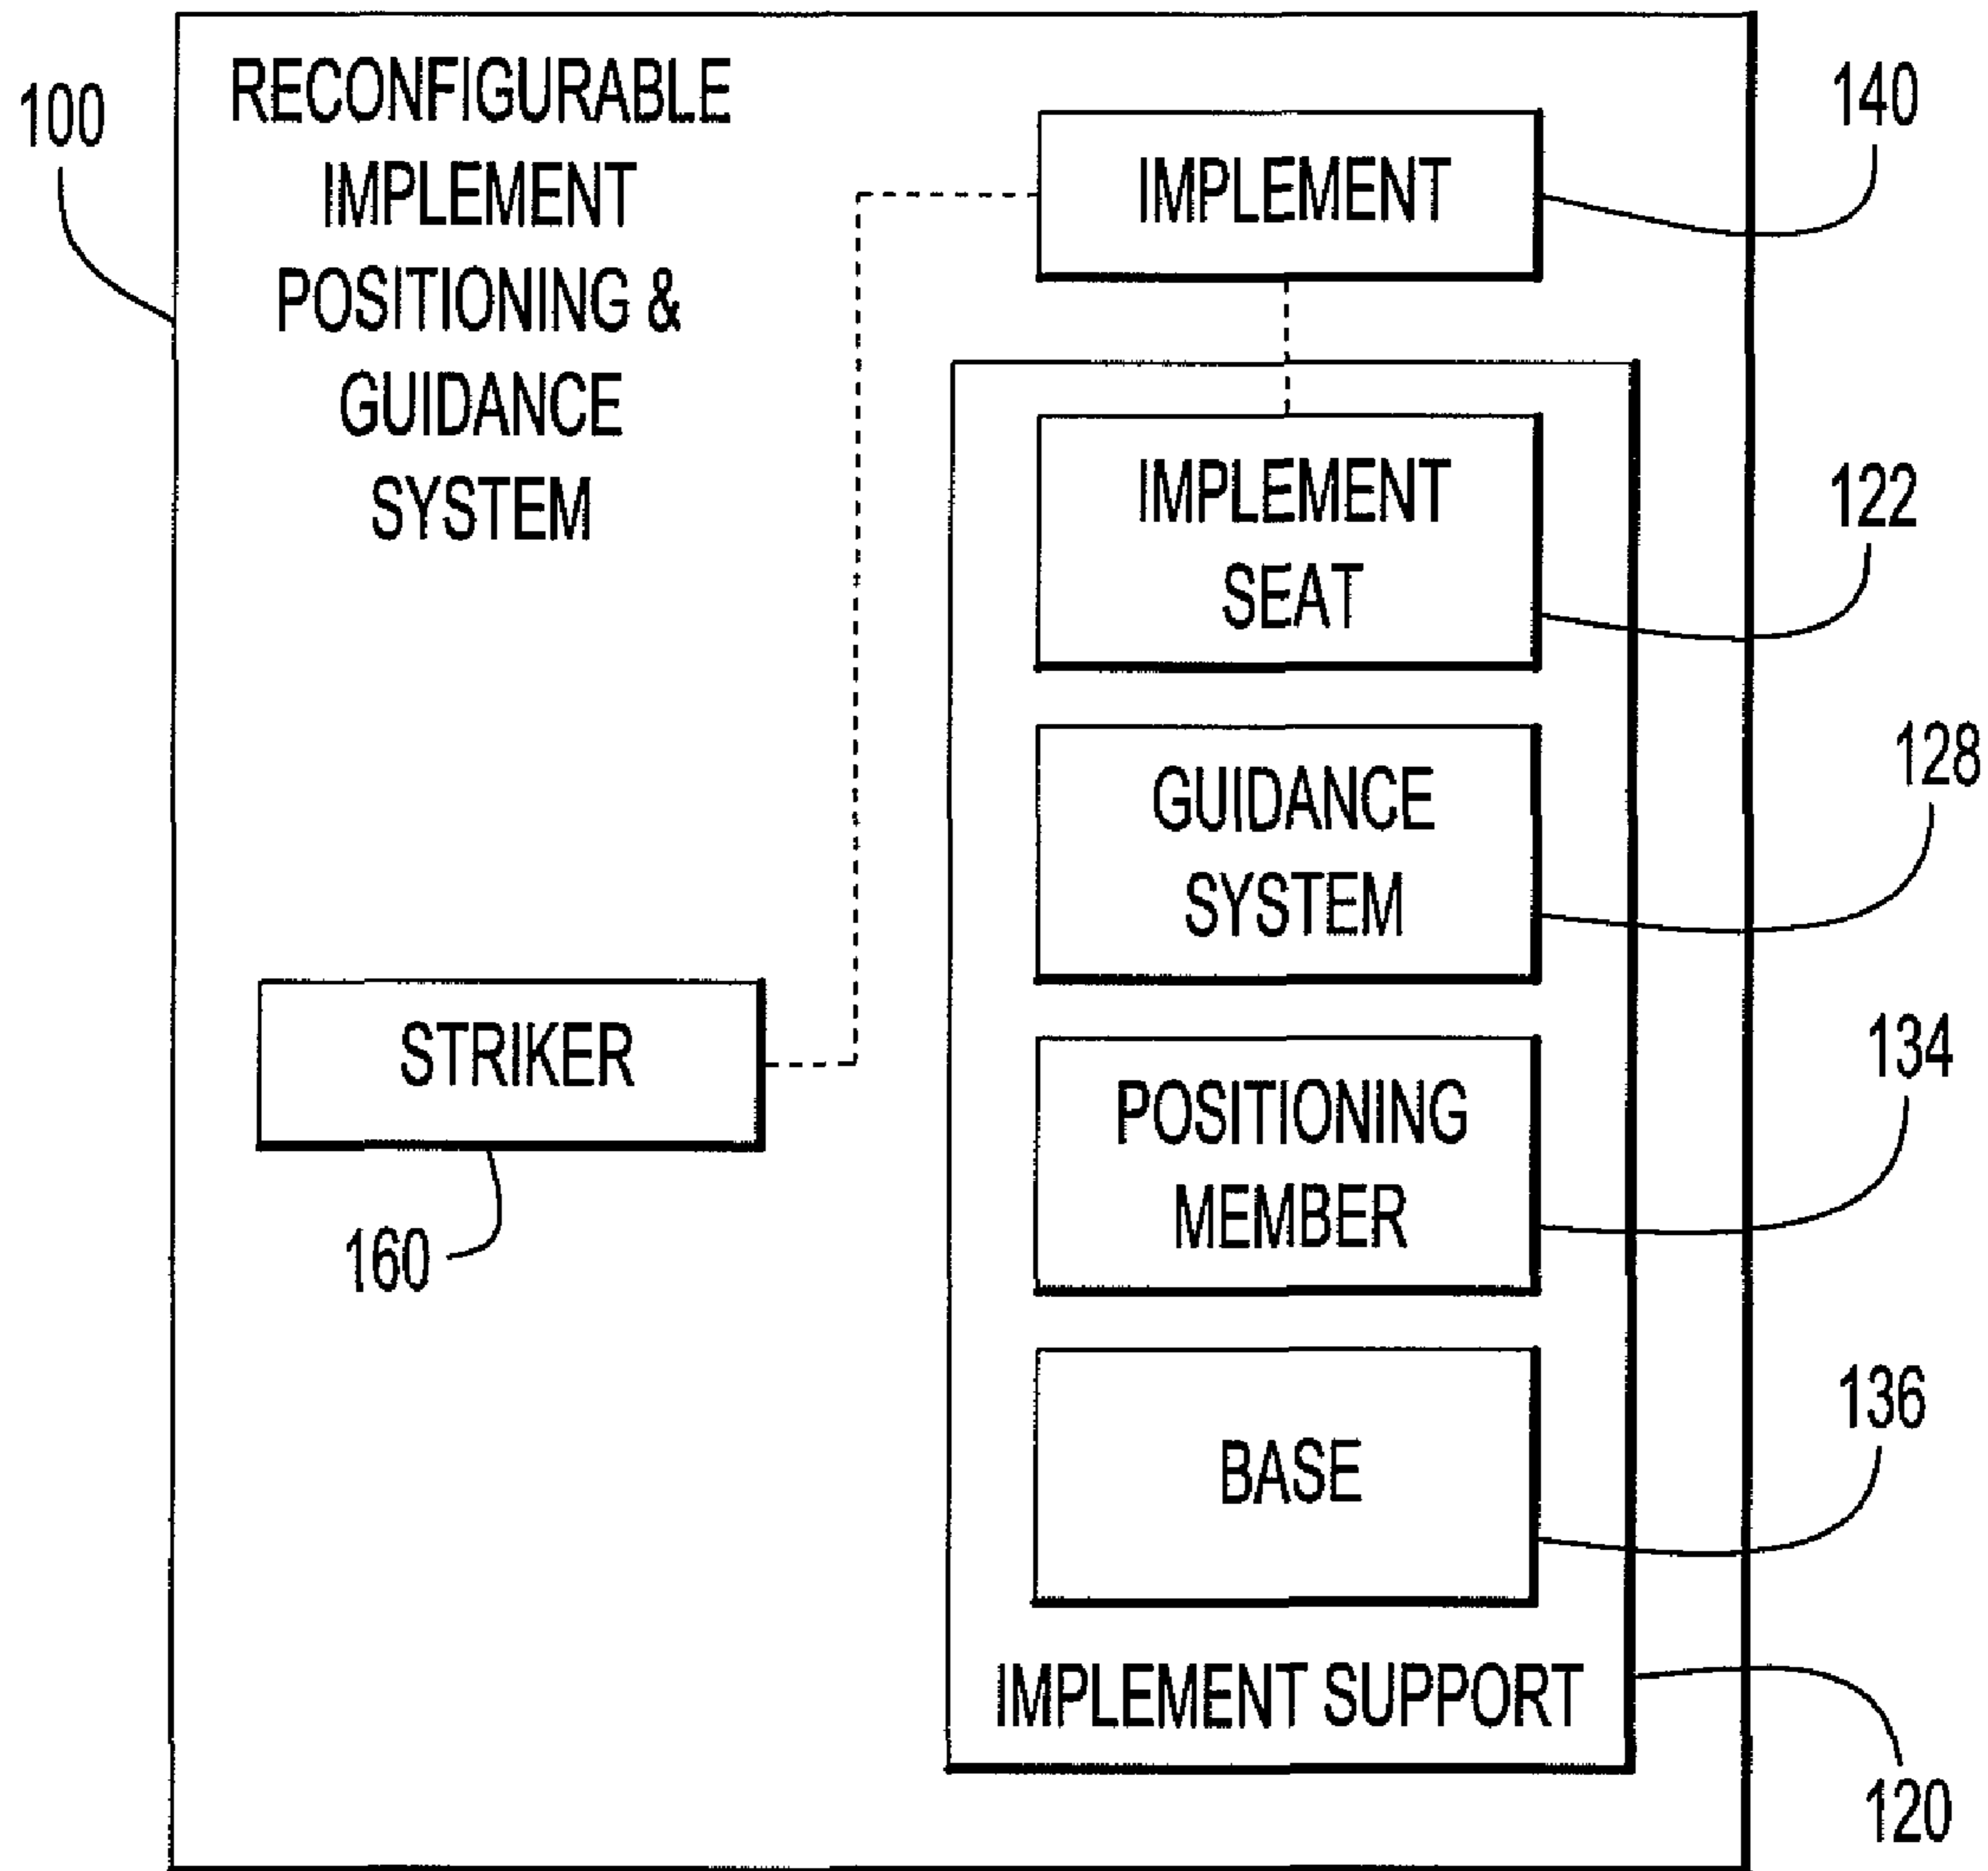 100
RECONFIGURABLE
IMPLEMENT
POSITIONING &
GUIDANCE
SYSTEM
IMPLEMENT
140
IMPLEMENT
SEAT
122
GUIDANCE
SYSTEM
128
STRIKER
160
POSITIONING
MEMBER
134
BASE
136
IMPLEMENT SUPPORT
120